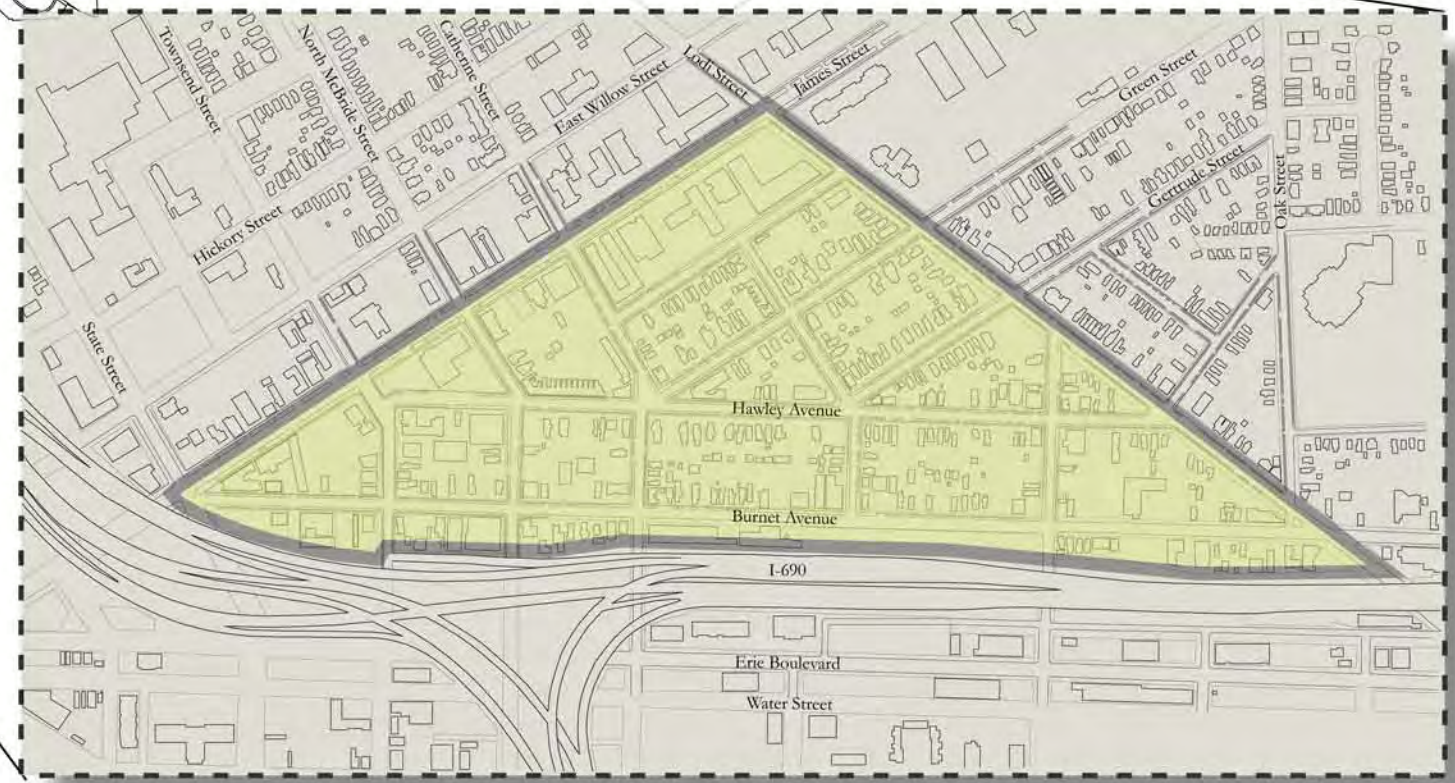 Townsend Street
North McBride Street
Catherine Street
East Willow Street
Lodi Street
James Street
Green Street
Gertrude Street
Oak Street
Hickory Street
State Street
Hawley Avenue
Burnet Avenue
I-690
Erie Boulevard
Water Street